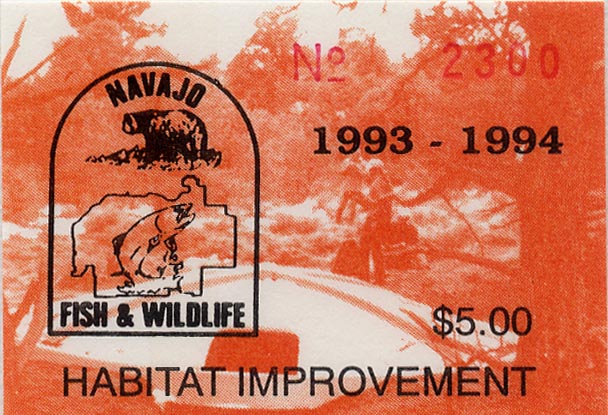 Nº 2300
NAVAJO
1993 - 1994
FISH & WILDLIFE
$5.00
HABITAT IMPROVEMENT